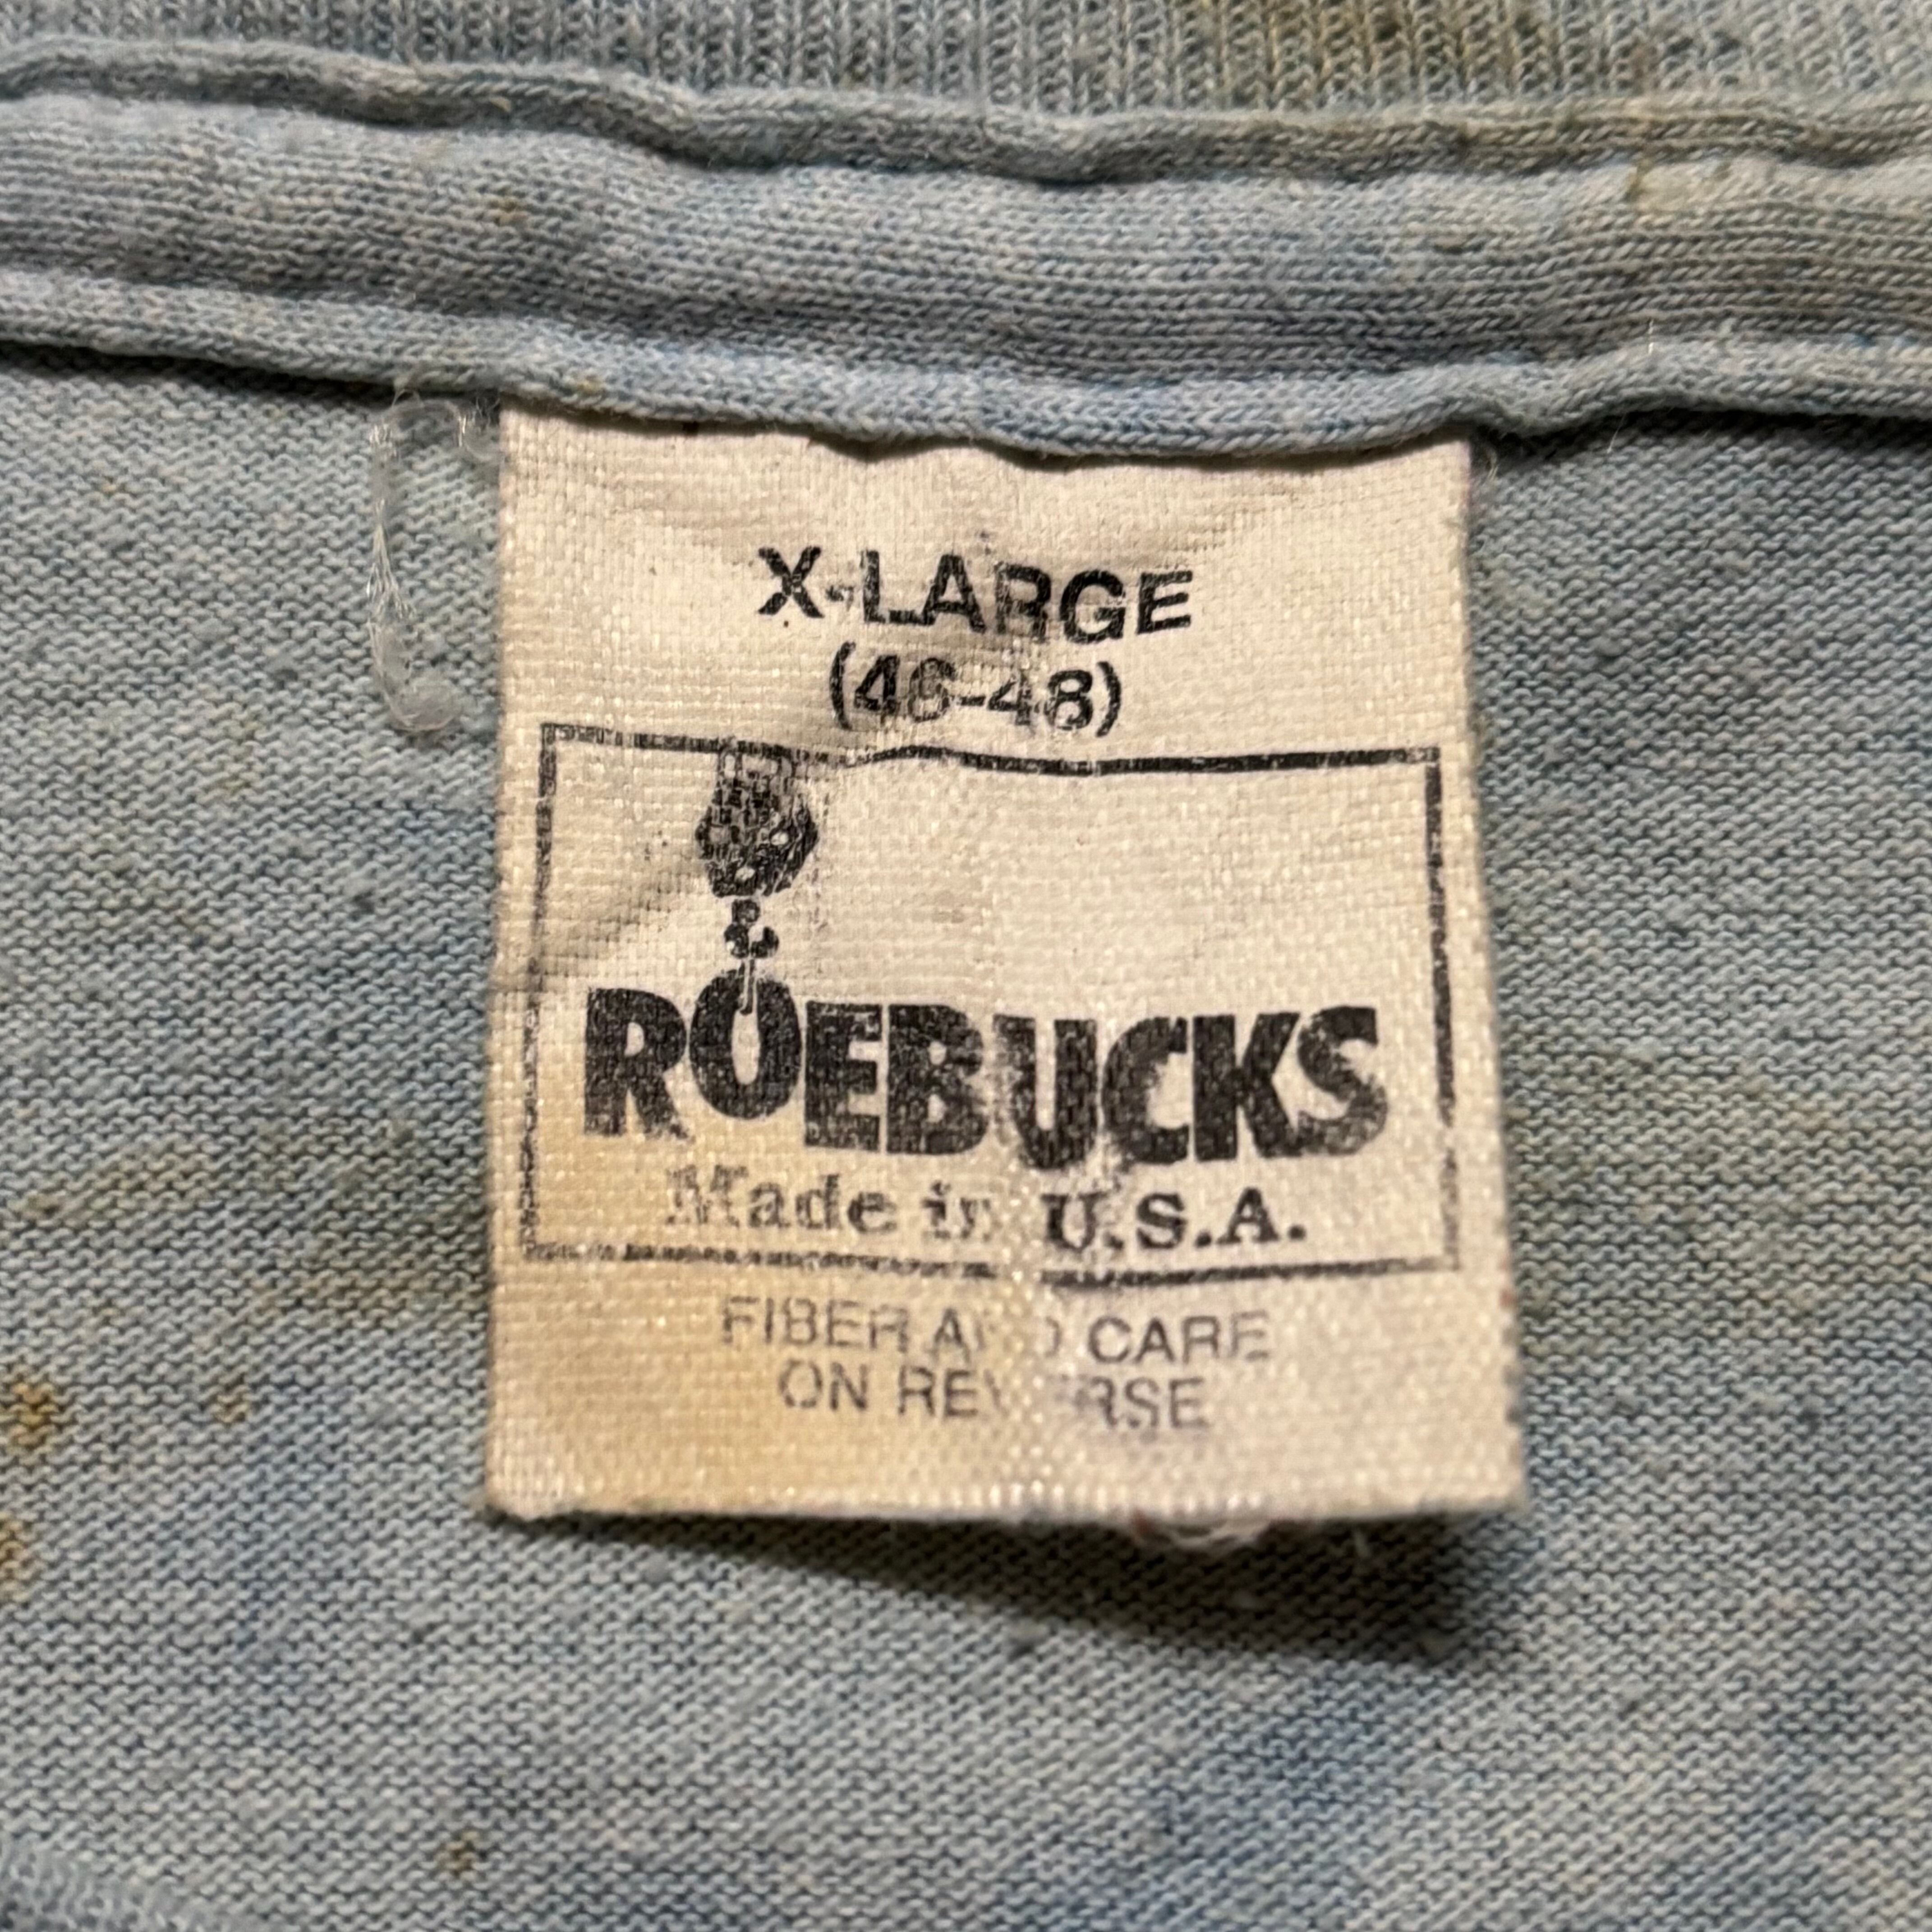 X-LARGE
(46-48)
ROEBUCKS
Made in U.S.A.
FIBER AND CARE
ON REVERSE